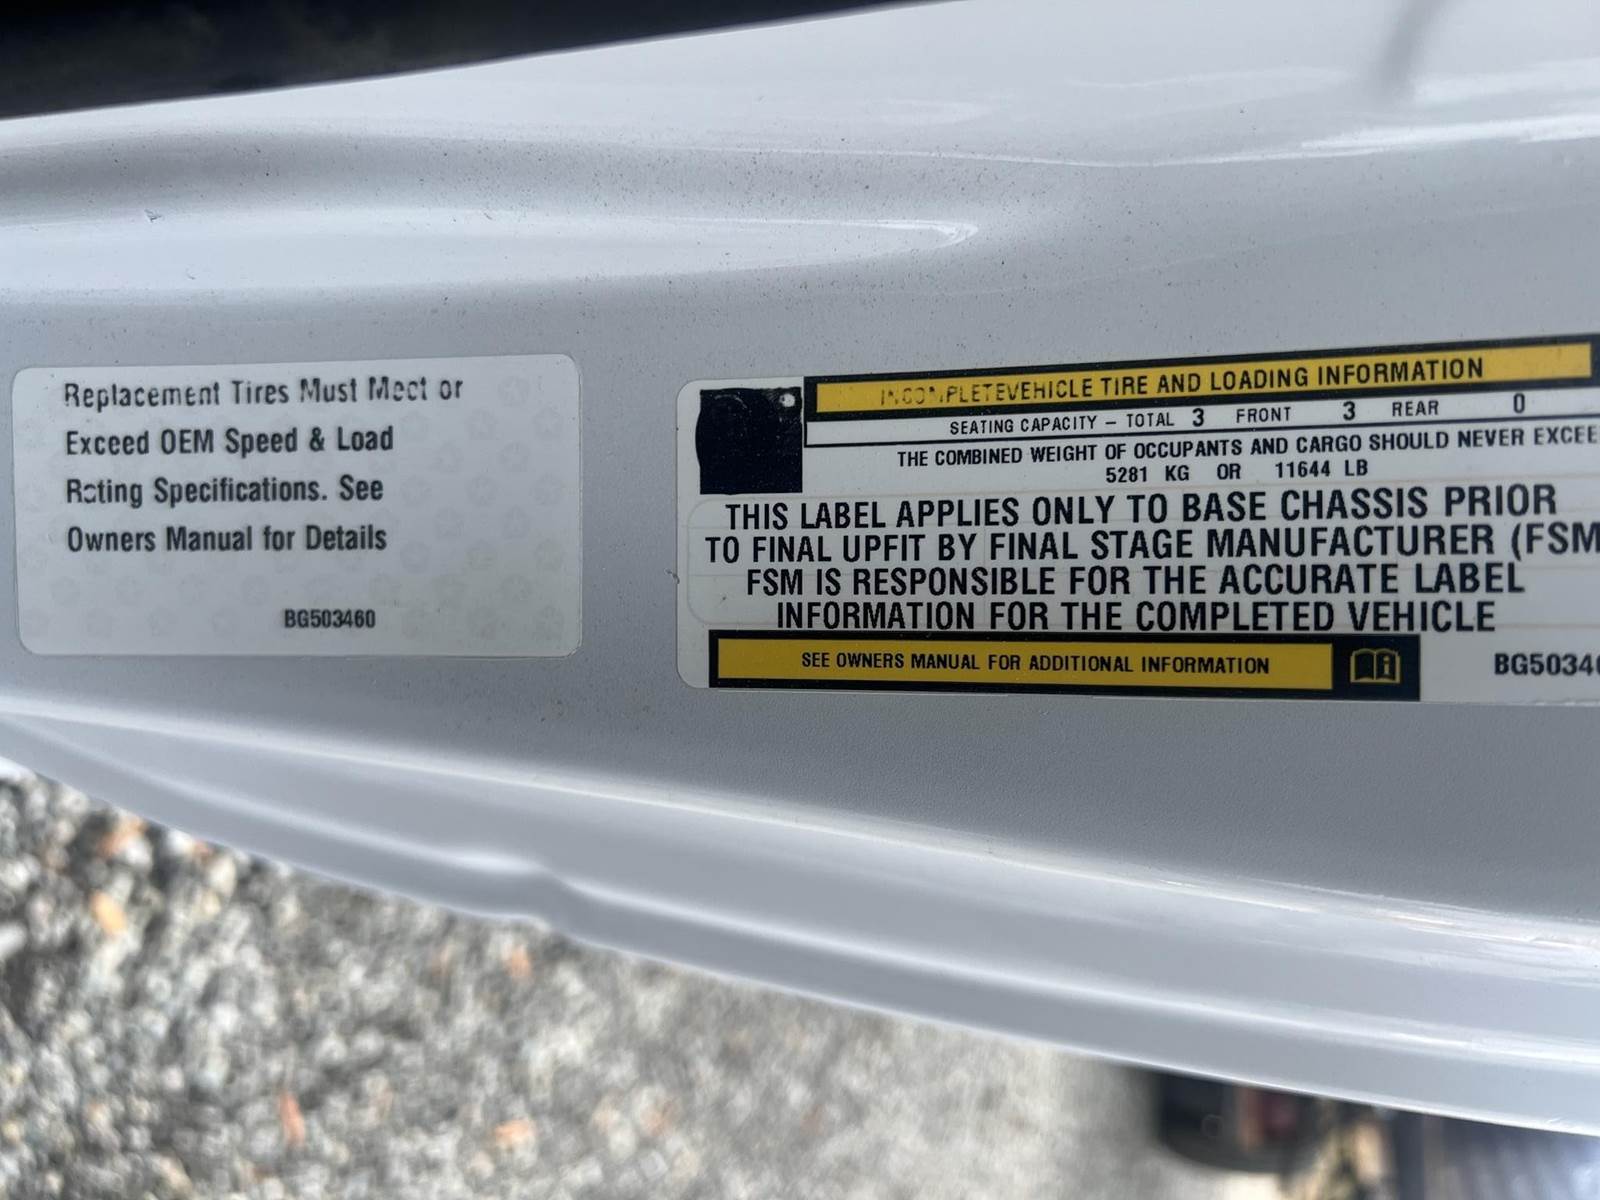 Replacement Tires Must Meet or
Exceed OEM Speed & Load
Rating Specifications. See
Owners Manual for Details
BG503460
INCOMPLETE VEHICLE TIRE AND LOADING INFORMATION
SEATING CAPACITY – TOTAL 3 FRONT 3 REAR 0
THE COMBINED WEIGHT OF OCCUPANTS AND CARGO SHOULD NEVER EXCEE
5281 KG OR 11644 LB
THIS LABEL APPLIES ONLY TO BASE CHASSIS PRIOR
TO FINAL UPFIT BY FINAL STAGE MANUFACTURER (FSM
FSM IS RESPONSIBLE FOR THE ACCURATE LABEL
INFORMATION FOR THE COMPLETED VEHICLE
SEE OWNERS MANUAL FOR ADDITIONAL INFORMATION
BG50346